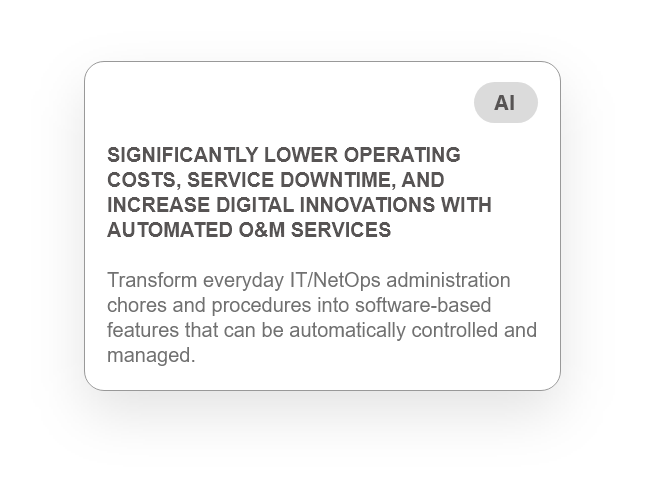 AI
SIGNIFICANTLY LOWER OPERATING
COSTS, SERVICE DOWNTIME, AND
INCREASE DIGITAL INNOVATIONS WITH
AUTOMATED O&M SERVICES
Transform everyday IT/NetOps administration
chores and procedures into software-based
features that can be automatically controlled and
managed.